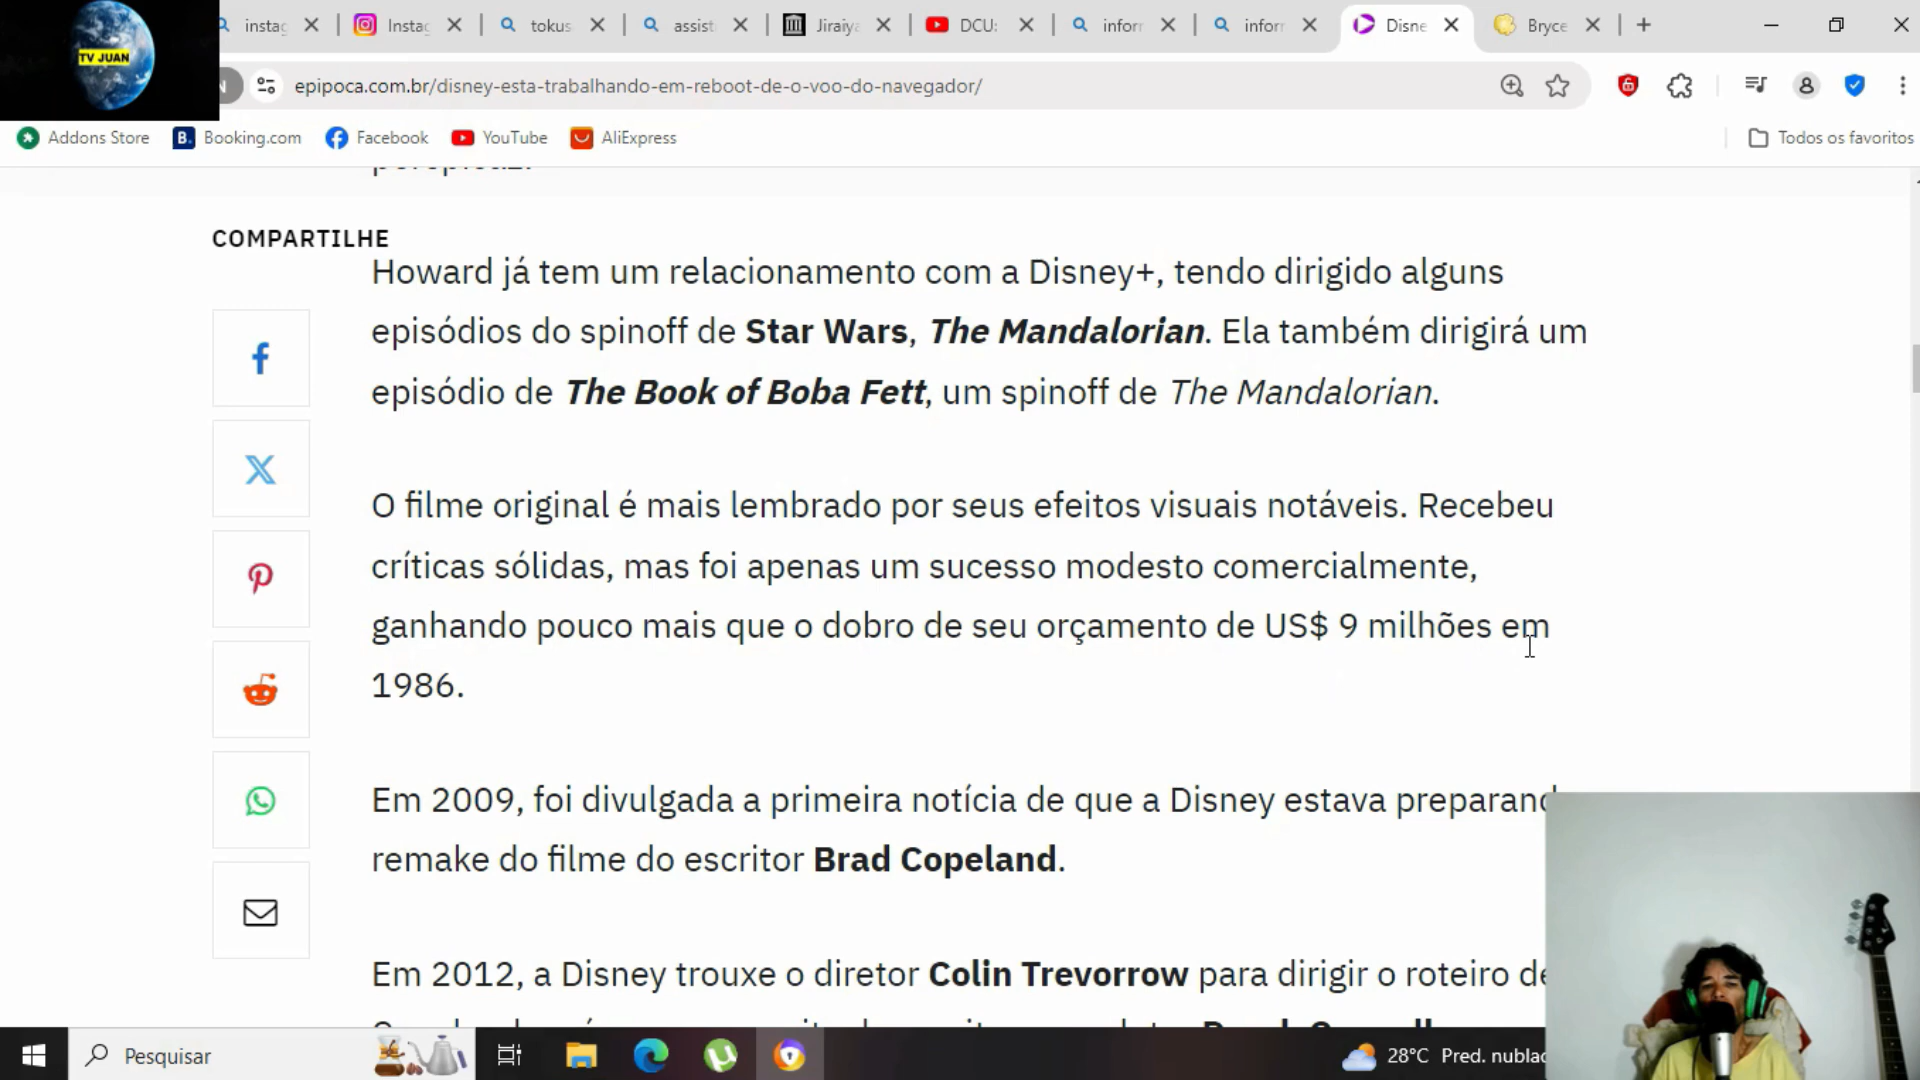 TV JUAN
instag
Instag
tokus
assist
Jiraiya
DCU:
inforr
inforr
Disne
Bryce
epipoca.com.br/disney-esta-trabalhando-em-reboot-de-o-voo-do-navegador/
Addons Store
Booking.com
Facebook
YouTube
AliExpress
Todos os favoritos
COMPARTILHE
Howard já tem um relacionamento com a Disney+, tendo dirigido alguns
episódios do spinoff de Star Wars, The Mandalorian. Ela também dirigirá um
episódio de The Book of Boba Fett, um spinoff de The Mandalorian.
O filme original é mais lembrado por seus efeitos visuais notáveis. Recebeu
críticas sólidas, mas foi apenas um sucesso modesto comercialmente,
ganhando pouco mais que o dobro de seu orçamento de US$ 9 milhões em
1986.
Em 2009, foi divulgada a primeira notícia de que a Disney estava preparand
remake do filme do escritor Brad Copeland.
Em 2012, a Disney trouxe o diretor Colin Trevorrow para dirigir o roteiro de
Pesquisar
28°C Pred. nublad